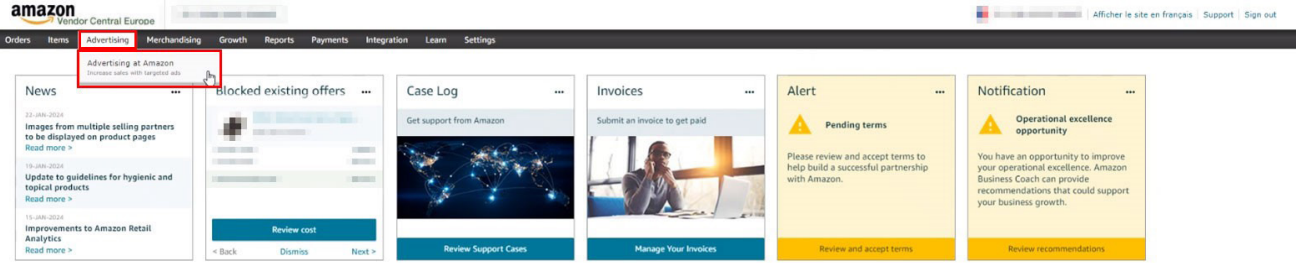 amazon
Vendor Central Europe
Afficher le site en français | Support | Sign out
Orders Items Advertising Merchandising Growth Reports Payments Integration Learn Settings
Advertising at Amazon
Increase sales with targeted ads
News ...
22-JAN-2024
Images from multiple selling partners
to be displayed on product pages
Read more >
19-JAN-2024
Update to guidelines for hygienic and
topical products
Read more >
15-JAN-2024
Improvements to Amazon Retail
Analytics
Read more >
Blocked existing offers ...
Review cost
< Back Dismiss Next >
Case Log ...
Get support from Amazon
Review Support Cases
Invoices ...
Submit an invoice to get paid
Manage Your Invoices
Alert ...
Pending terms
Please review and accept terms to
help build a successful partnership
with Amazon.
Review and accept terms
Notification ...
Operational excellence
opportunity
You have an opportunity to improve
your operational excellence. Amazon
Business Coach can provide
recommendations that could support
your business growth.
Review recommendations